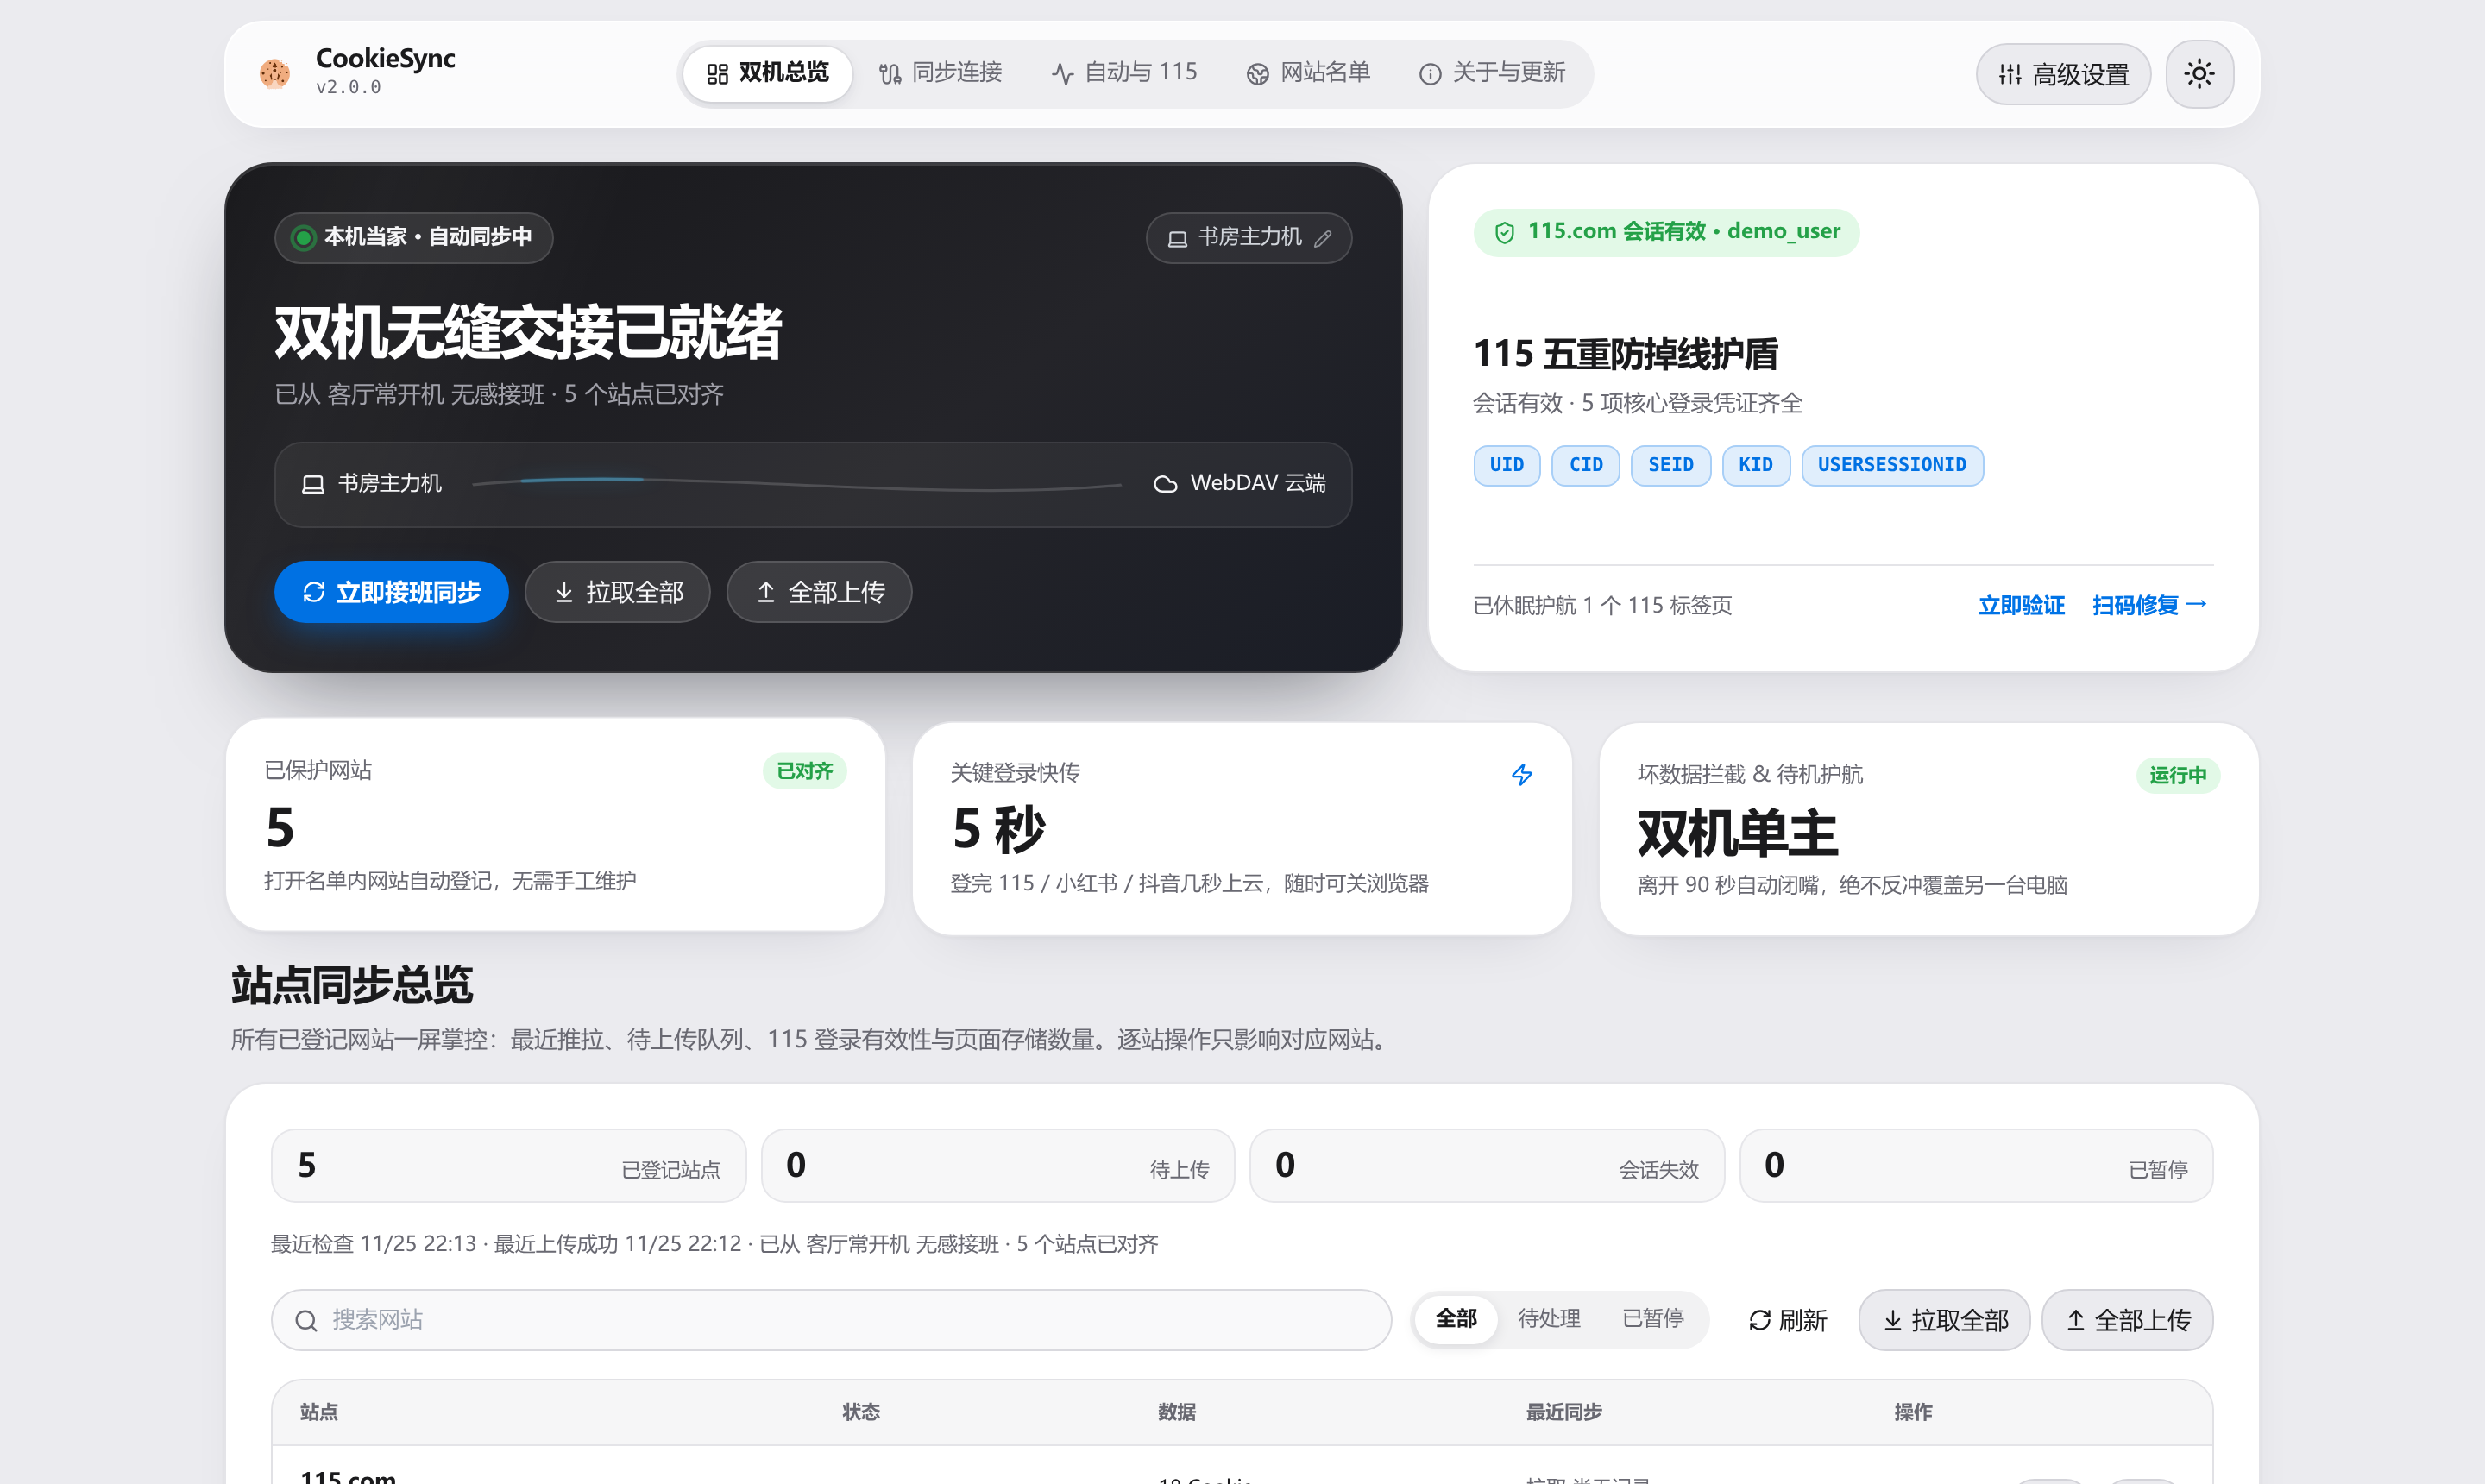 CookieSync
v2.0.0
双机总览
同步连接
自动与 115
网站名单
关于与更新
高级设置
本机当家 • 自动同步中
书房主力机
双机无缝交接已就绪
已从 客厅常开机 无感接班 · 5 个站点已对齐
书房主力机
WebDAV 云端
立即接班同步
拉取全部
全部上传
115.com 会话有效 • demo_user
115 五重防掉线护盾
会话有效 · 5 项核心登录凭证齐全
UID
CID
SEID
KID
USERSESSIONID
已休眠护航 1 个 115 标签页
立即验证
扫码修复 →
已保护网站
已对齐
5
打开名单内网站自动登记，无需手工维护
关键登录快传
5 秒
登完 115 / 小红书 / 抖音几秒上云，随时可关浏览器
坏数据拦截 & 待机护航
运行中
双机单主
离开 90 秒自动闭嘴，绝不反冲覆盖另一台电脑
站点同步总览
所有已登记网站一屏掌控：最近推拉、待上传队列、115 登录有效性与页面存储数量。逐站操作只影响对应网站。
5
已登记站点
0
待上传
0
会话失效
0
已暂停
最近检查 11/25 22:13 · 最近上传成功 11/25 22:12 · 已从 客厅常开机 无感接班 · 5 个站点已对齐
搜索网站
全部
待处理
已暂停
刷新
拉取全部
全部上传
站点
状态
数据
最近同步
操作
115.com
18 Cookie